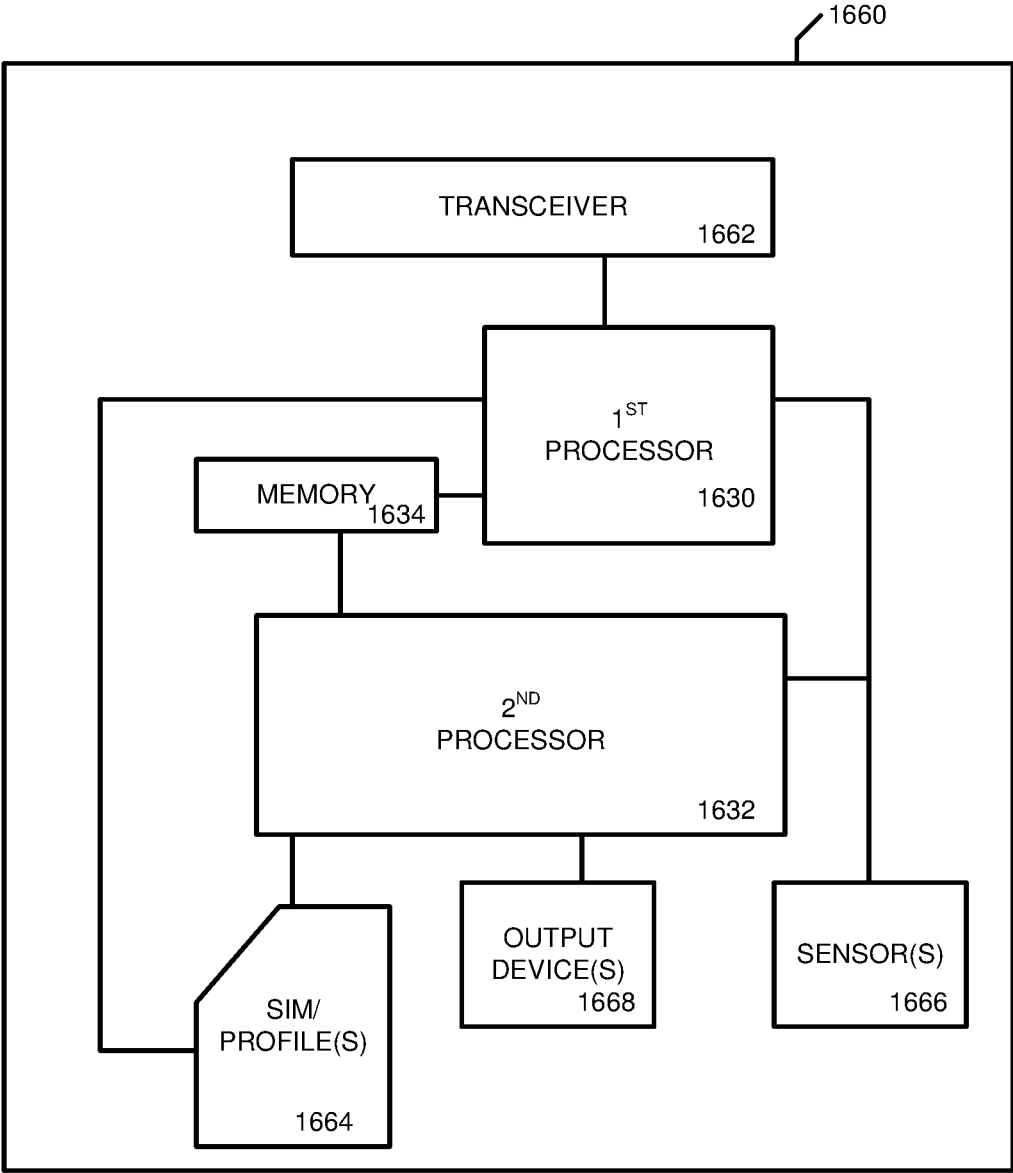 1660
TRANSCEIVER
1662
1ST
PROCESSOR
1630
MEMORY
1634
2ND
PROCESSOR
1632
OUTPUT
DEVICE(S)
1668
SENSOR(S)
1666
SIM/
PROFILE(S)
1664